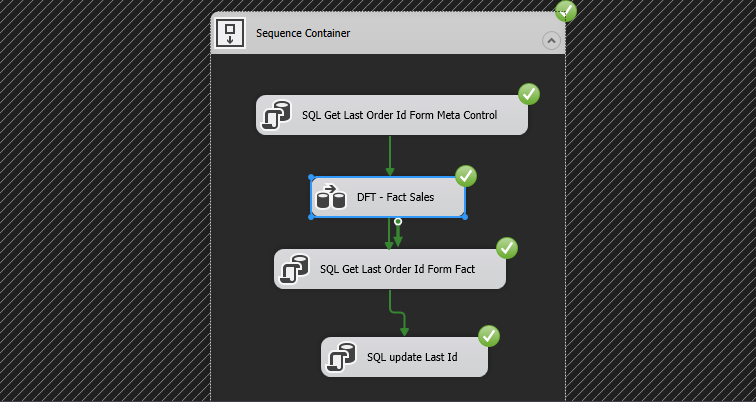 Sequence Container
SQL Get Last Order Id Form Meta Control
DFT - Fact Sales
SQL Get Last Order Id Form Fact
SQL update Last Id